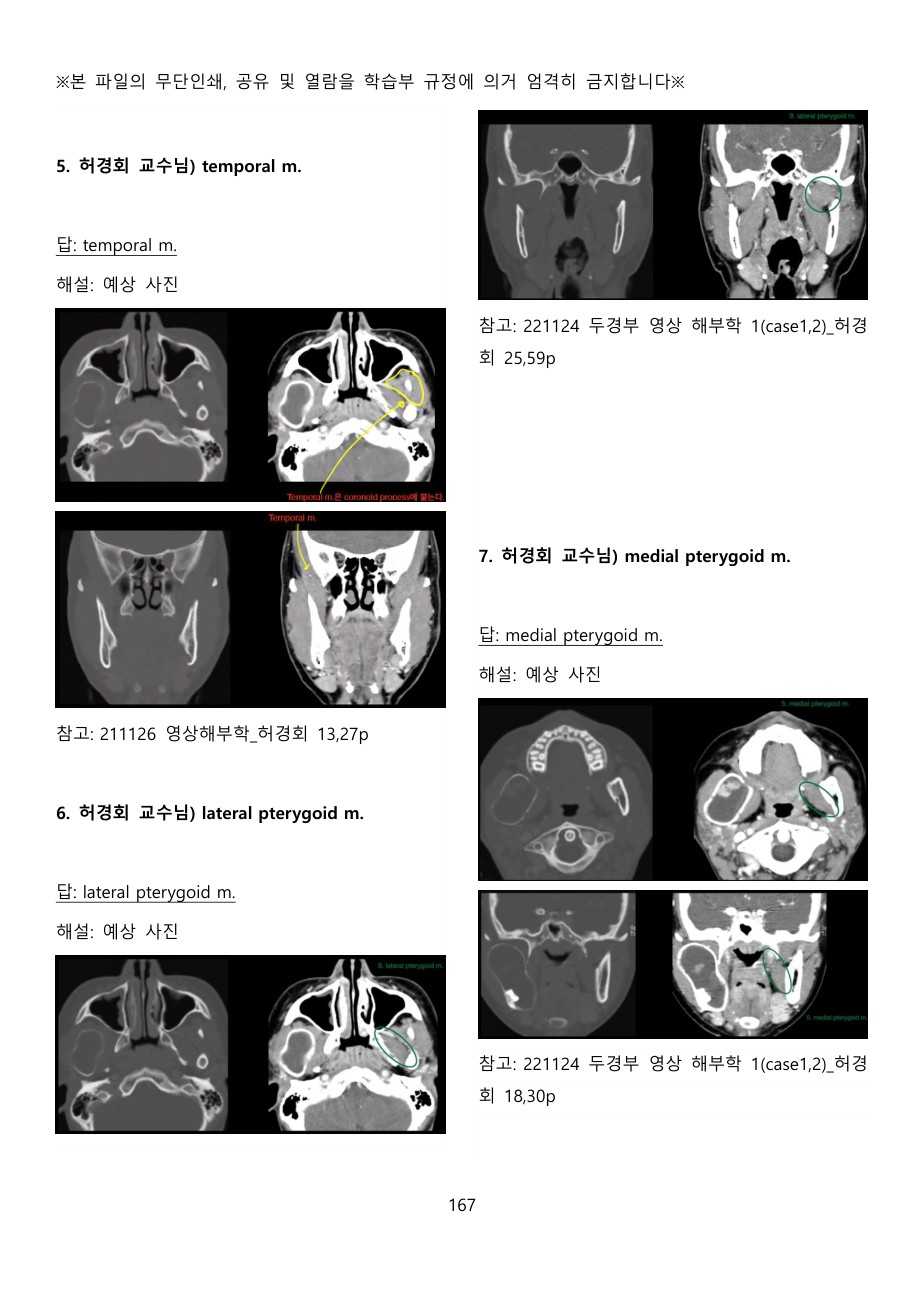 ※본 파일의 무단인쇄, 공유 및 열람을 학습부 규정에 의거 엄격히 금지합니다※
5. 허경회 교수님) temporal m.
답: temporal m.
해설: 예상 사진
Temporal m.은 coronoid process에 붙는다.
Temporal m.
참고: 211126 영상해부학_허경회 13,27p
6. 허경회 교수님) lateral pterygoid m.
답: lateral pterygoid m.
해설: 예상 사진
lateral pterygoid m.
lateral pterygoid m.
참고: 221124 두경부 영상 해부학 1(case1,2)_허경
회 25,59p
7. 허경회 교수님) medial pterygoid m.
답: medial pterygoid m.
해설: 예상 사진
medial pterygoid m.
medial pterygoid m.
참고: 221124 두경부 영상 해부학 1(case1,2)_허경
회 18,30p
167